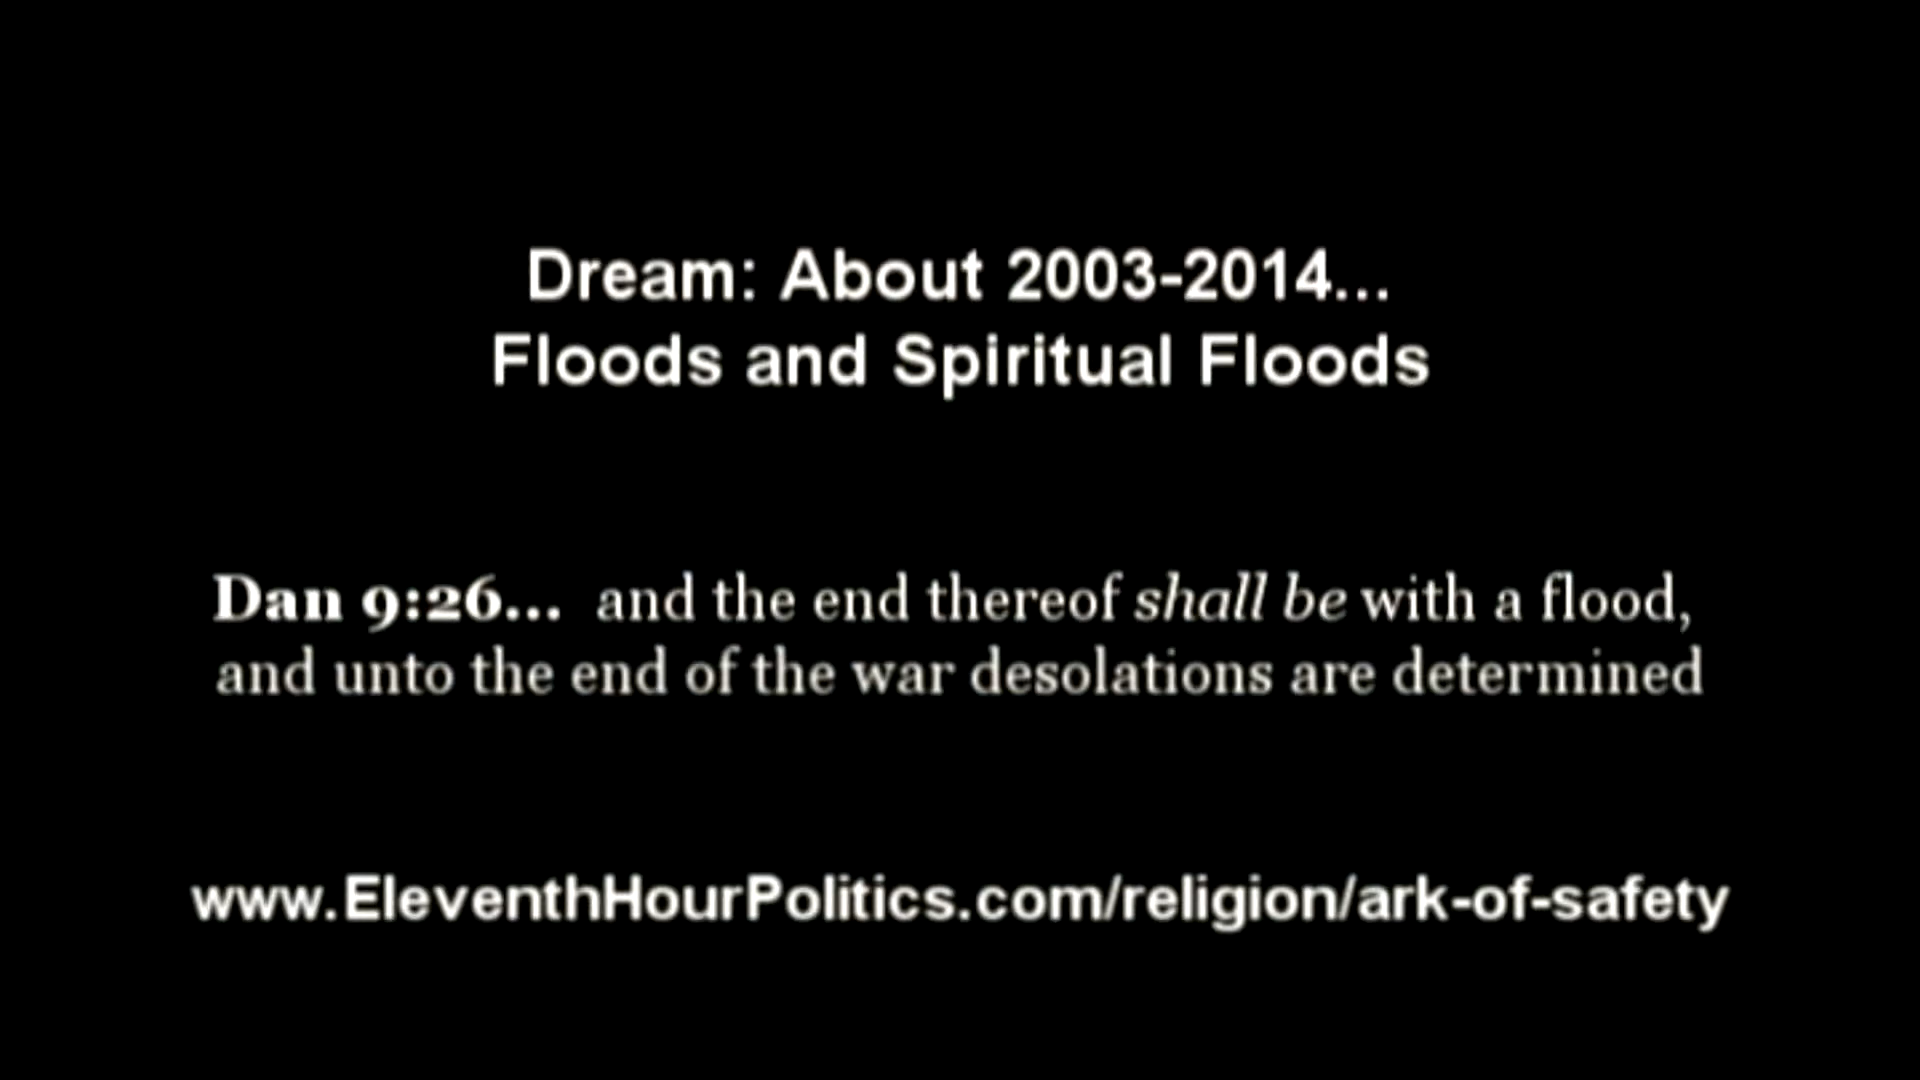 Dream: About 2003-2014...
Floods and Spiritual Floods
Dan 9:26... and the end thereof shall be with a flood,
and unto the end of the war desolations are determined
www.EleventhHourPolitics.com/religion/ark-of-safety